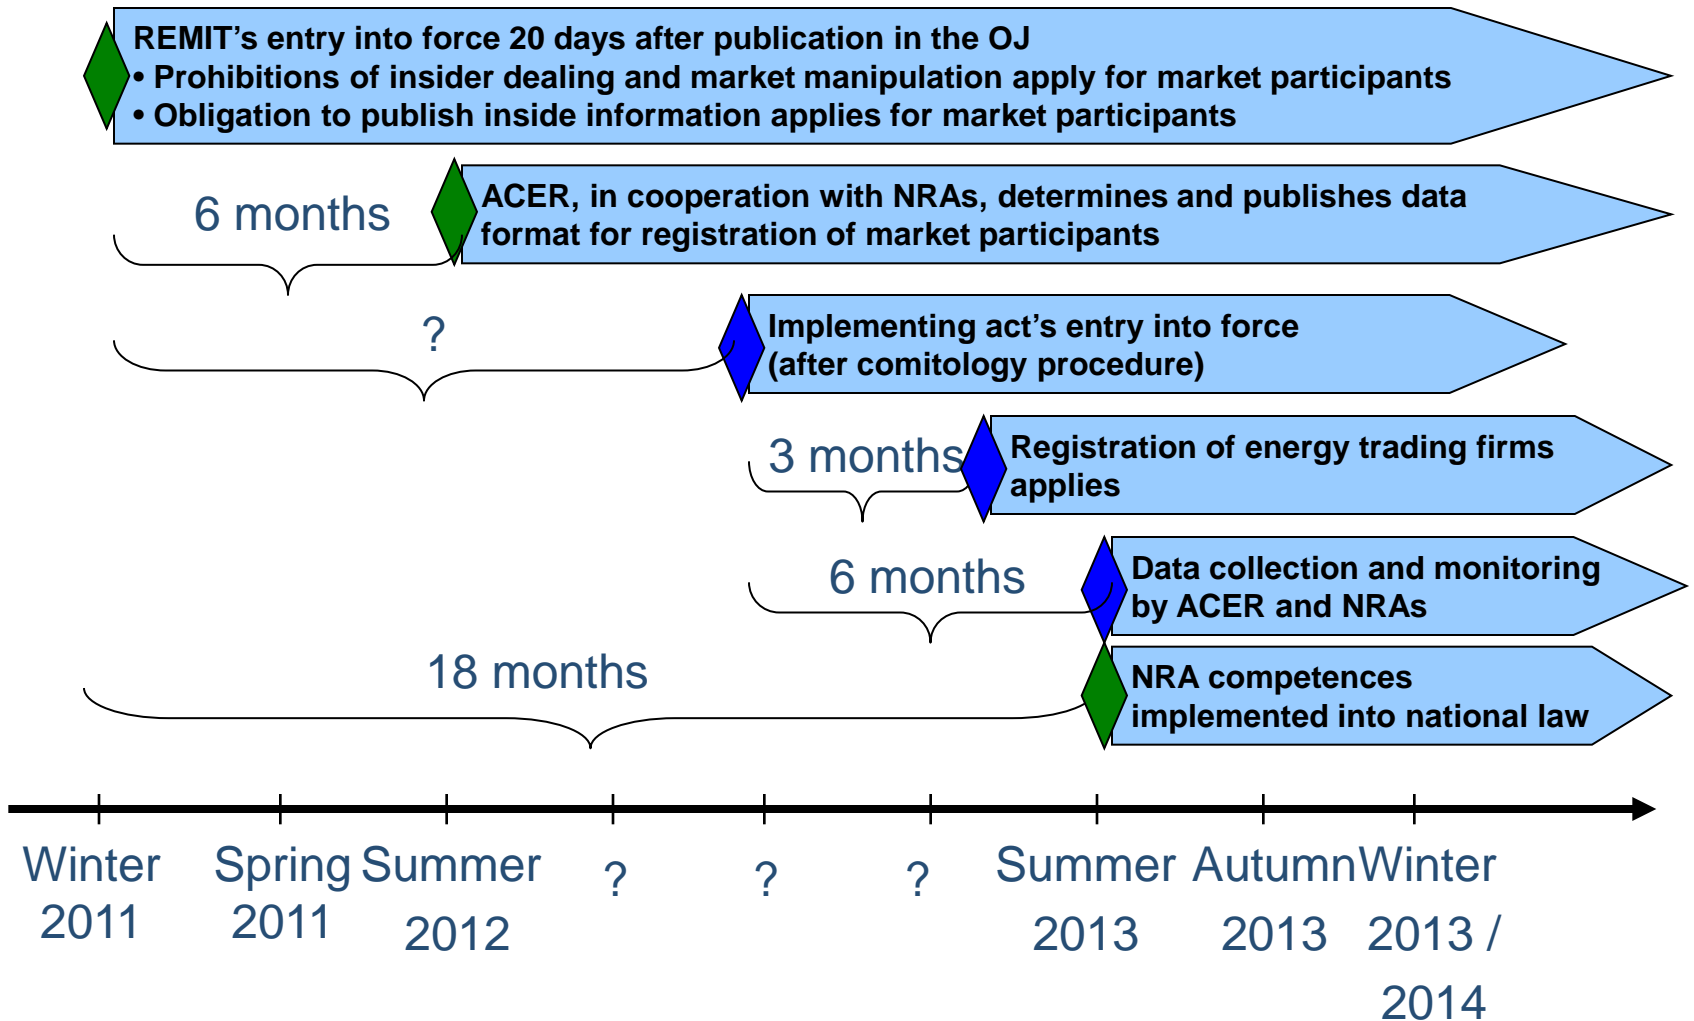 REMIT’s entry into force 20 days after publication in the OJ
• Prohibitions of insider dealing and market manipulation apply for market participants
• Obligation to publish inside information applies for market participants
6 months
ACER, in cooperation with NRAs, determines and publishes data
format for registration of market participants
?
Implementing act’s entry into force
(after comitology procedure)
3 months
Registration of energy trading firms
applies
6 months
Data collection and monitoring
by ACER and NRAs
18 months
NRA competences
implemented into national law
Winter
2011
Spring
2011
Summer
2012
?
?
?
Summer
2013
Autumn
2013
Winter
2013 /
2014